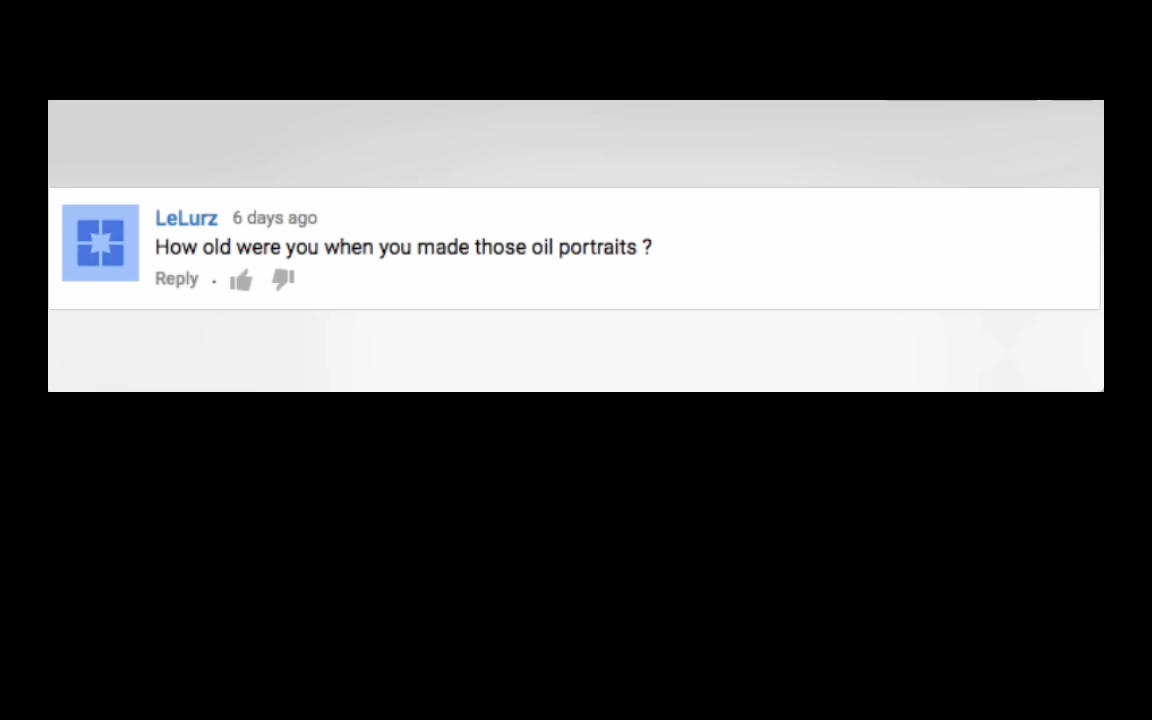 LeLurz 6 days ago
How old were you when you made those oil portraits ?
Reply .